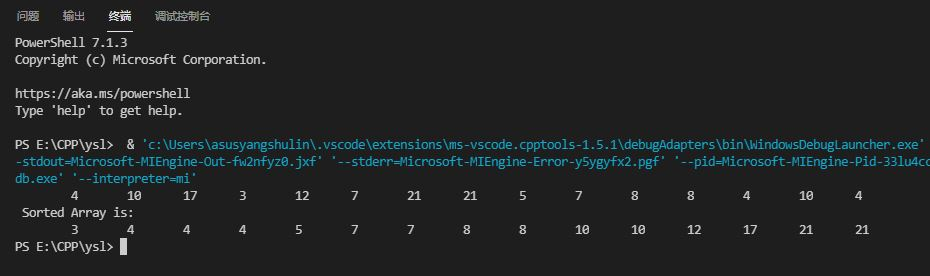 问题 输出 终端 调试控制台
PowerShell 7.1.3
Copyright (c) Microsoft Corporation.
https://aka.ms/powershell
Type 'help' to get help.
PS E:\CPP\ysl>  & 'c:\Users\asusyangshulin\.vscode\extensions\ms-vscode.cpptools-1.5.1\debugAdapters\bin\WindowsDebugLauncher.exe'
-stdout=Microsoft-MIEngine-Out-fw2nfyz0.jxf' '--stderr=Microsoft-MIEngine-Error-y5ygyfx2.pgf' '--pid=Microsoft-MIEngine-Pid-33lu4cc
db.exe' '--interpreter=mi'
4 10 17 3 12 7 21 21 5 7 8 8 4 10 4
Sorted Array is:
3 4 4 4 5 7 7 8 8 10 10 12 17 21 21
PS E:\CPP\ysl>